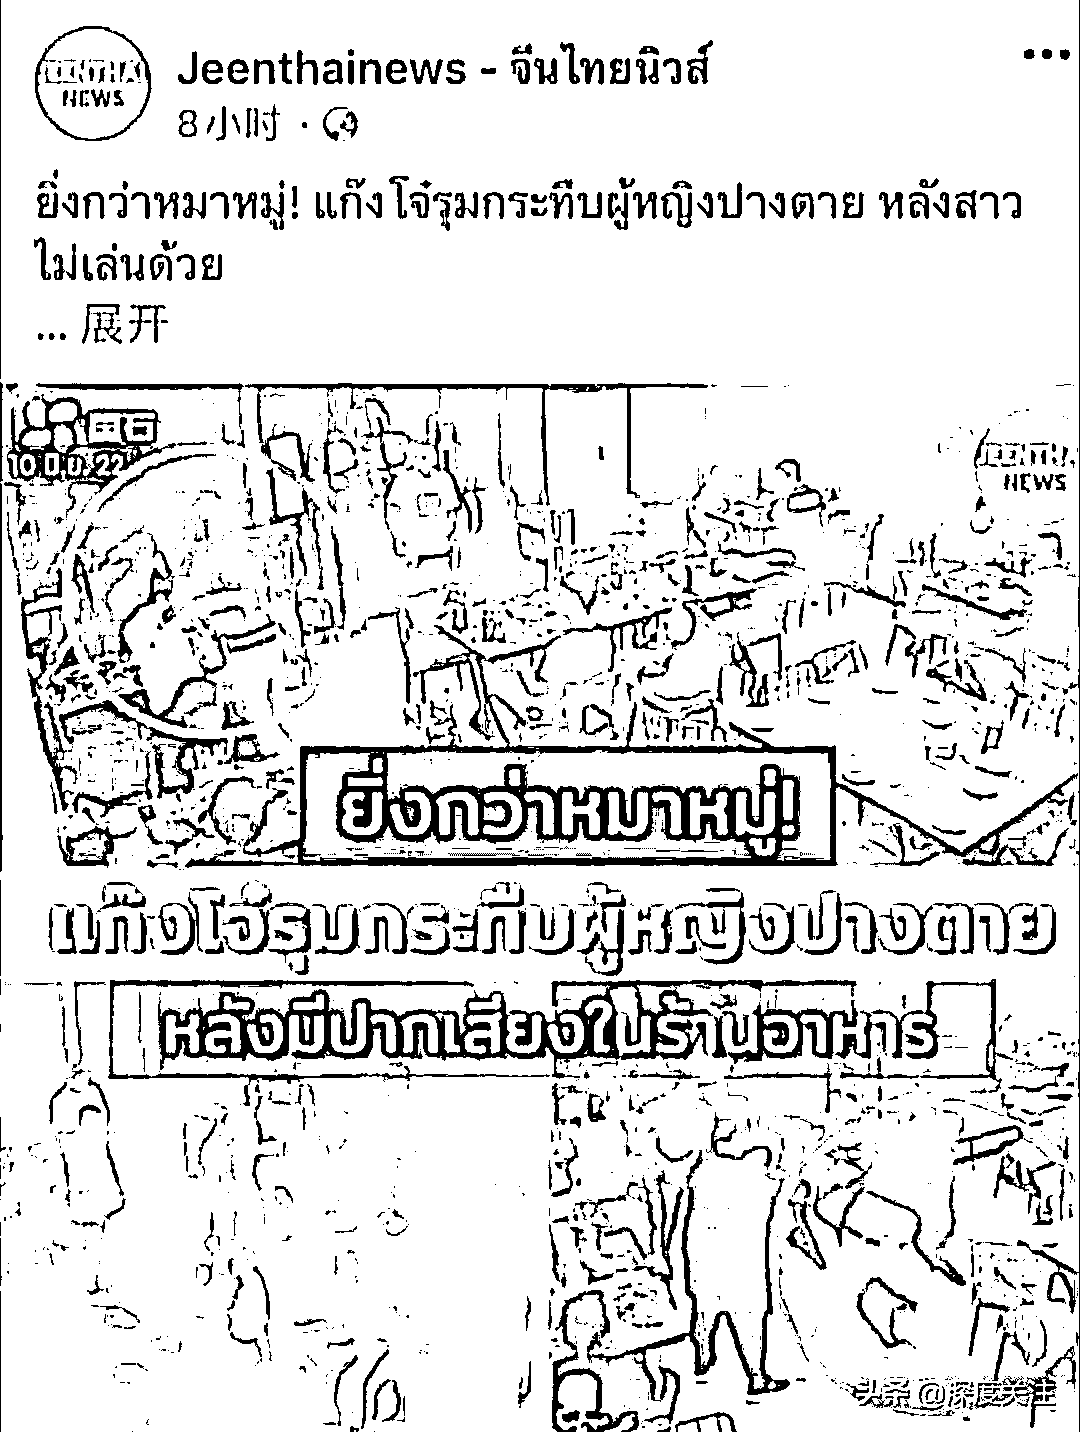 JEENTHAI
NEWS
Jeenthainews - จีนไทยนิวส์
8小时 ·
ยิ่งกว่าหมาหมู่! แก๊งโจ๋รุมกระทืบผู้หญิงปางตาย หลังสาว
ไม่เล่นด้วย
... 展开
10 มิ.ย. 22
JEENTHA
NEWS
ยิ่งกว่าหมาหมู่!
แก๊งโจ๋รุมกระทืบผู้หญิงปางตาย
หลังมีปากเสียงในร้านอาหาร
头条 @深度关注